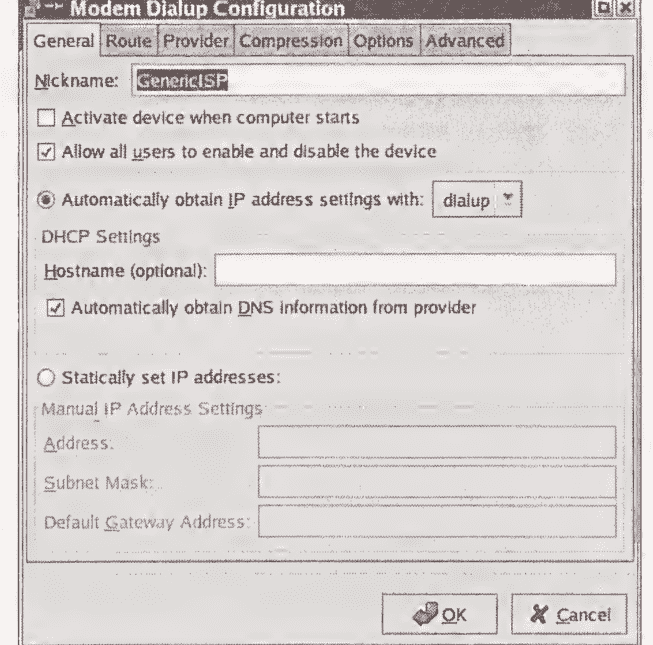 Modem Dialup Configuration
General Route Provider Compression Options Advanced
Nickname: GenericISP
Activate device when computer starts
Allow all users to enable and disable the device
Automatically obtain IP address settings with: dialup
DHCP Settings
Hostname (optional):
Automatically obtain DNS information from provider
Statically set IP addresses:
Manual IP Address Settings
Address:
Subnet Mask:
Default Gateway Address:
OK Cancel